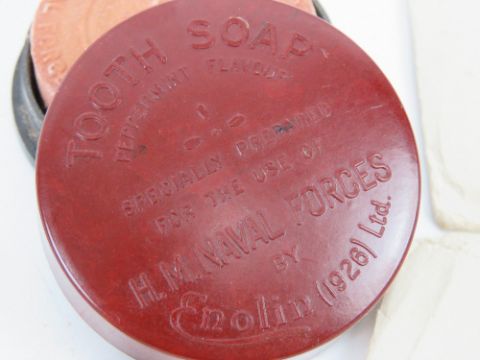 TOOTH SOAP
PEPPERMINT FLAVOUR
SPECIALLY PREPARED
FOR THE USE OF
H.M. NAVAL FORCES
BY
Enolin (1926) Ltd.